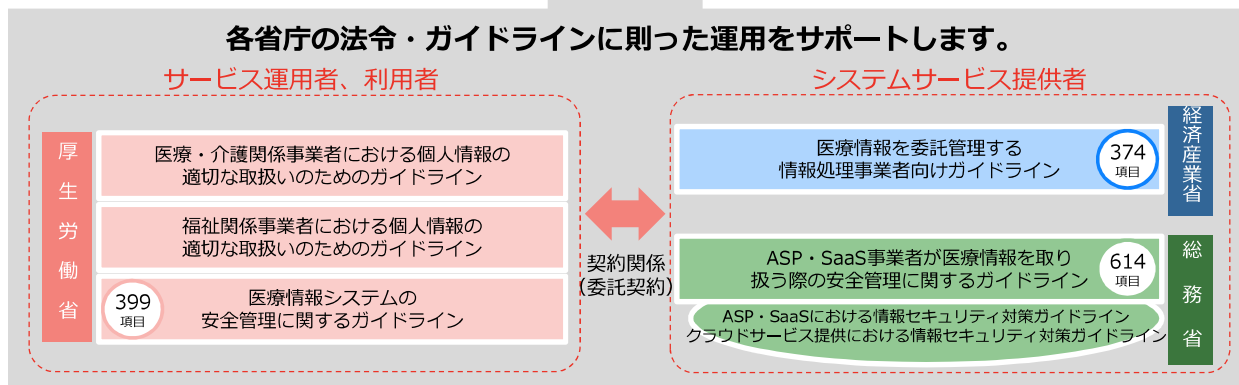 各省庁の法令・ガイドラインに則った運用をサポートします。
サービス運用者、利用者
厚生労働省
医療・介護関係事業者における個人情報の
適切な取扱いのためのガイドライン
福祉関係事業者における個人情報の
適切な取扱いのためのガイドライン
399
項目
医療情報システムの
安全管理に関するガイドライン
契約関係
(委託契約)
システムサービス提供者
医療情報を委託管理する
情報処理事業者向けガイドライン
374
項目
経済産業省
ASP・SaaS事業者が医療情報を取り
扱う際の安全管理に関するガイドライン
614
項目
ASP・SaaSにおける情報セキュリティ対策ガイドライン
クラウドサービス提供における情報セキュリティ対策ガイドライン
総務省